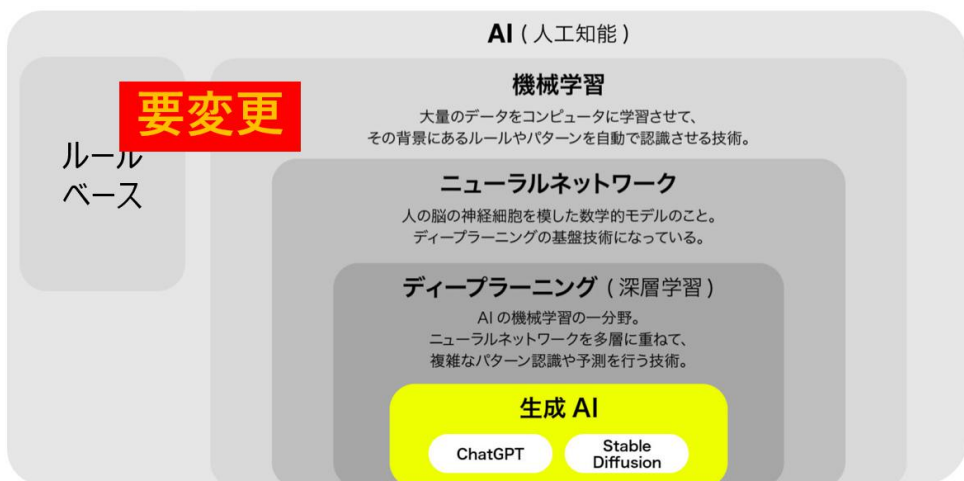 AI ( 人工知能 )
機械学習
大量のデータをコンピュータに学習させて、
その背景にあるルールやパターンを自動で認識させる技術。
要変更
ルール
ベース
ニューラルネットワーク
人の脳の神経細胞を模した数学的モデルのこと。
ディープラーニングの基盤技術になっている。
ディープラーニング ( 深層学習 )
AI の機械学習の一分野。
ニューラルネットワークを多層に重ねて、
複雑なパターン認識や予測を行う技術。
生成 AI
ChatGPT
Stable
Diffusion